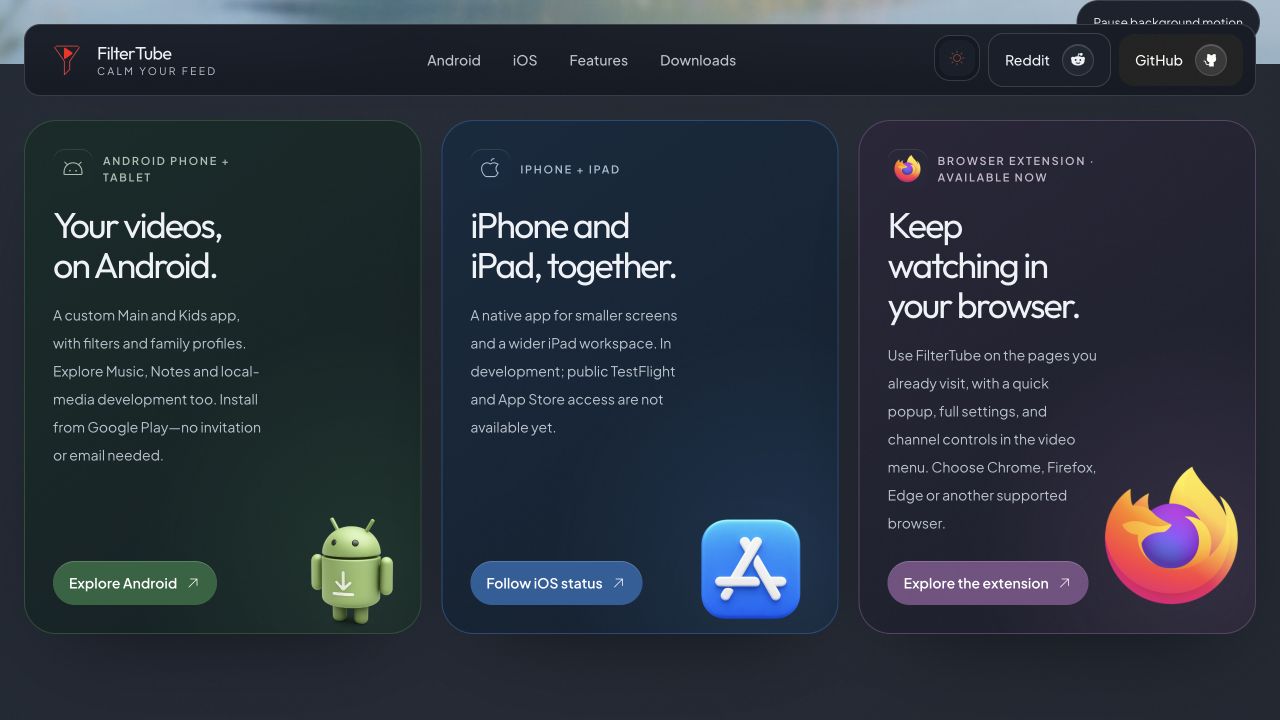 Pause background motion
FilterTube
CALM YOUR FEED
Android
iOS
Features
Downloads
Reddit
GitHub
ANDROID PHONE +
TABLET
Your videos,
on Android.
A custom Main and Kids app,
with filters and family profiles.
Explore Music, Notes and local-
media development too. Install
from Google Play—no invitation
or email needed.
Explore Android
IPHONE + IPAD
iPhone and
iPad, together.
A native app for smaller screens
and a wider iPad workspace. In
development; public TestFlight
and App Store access are not
available yet.
Follow iOS status
BROWSER EXTENSION ·
AVAILABLE NOW
Keep
watching in
your browser.
Use FilterTube on the pages you
already visit, with a quick
popup, full settings, and
channel controls in the video
menu. Choose Chrome, Firefox,
Edge or another supported
browser.
Explore the extension